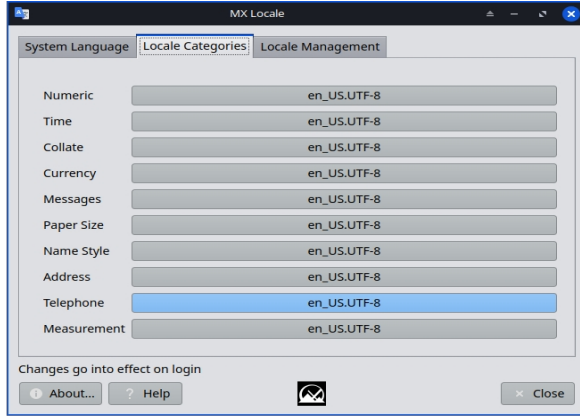 MX Locale
System Language Locale Categories Locale Management
Numeric en_US.UTF-8
Time en_US.UTF-8
Collate en_US.UTF-8
Currency en_US.UTF-8
Messages en_US.UTF-8
Paper Size en_US.UTF-8
Name Style en_US.UTF-8
Address en_US.UTF-8
Telephone en_US.UTF-8
Measurement en_US.UTF-8
Changes go into effect on login
About... ? Help × Close